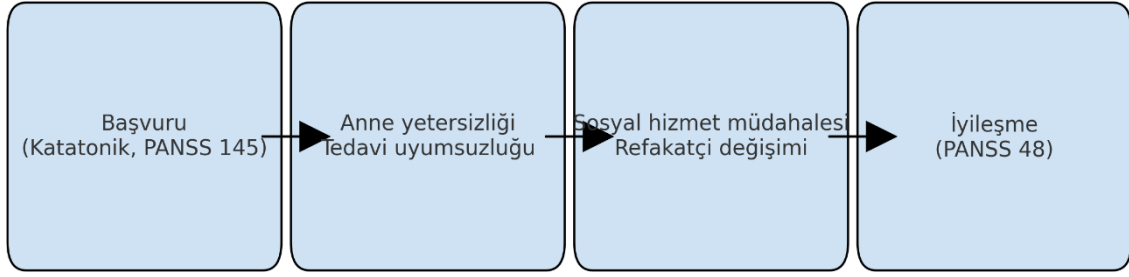 Başvuru
(Katatonik, PANSS 145)
Anne yetersizliği
Tedavi uyumsuzluğu
Sosyal hizmet müdahalesi
Refakatçi değişimi
İyileşme
(PANSS 48)